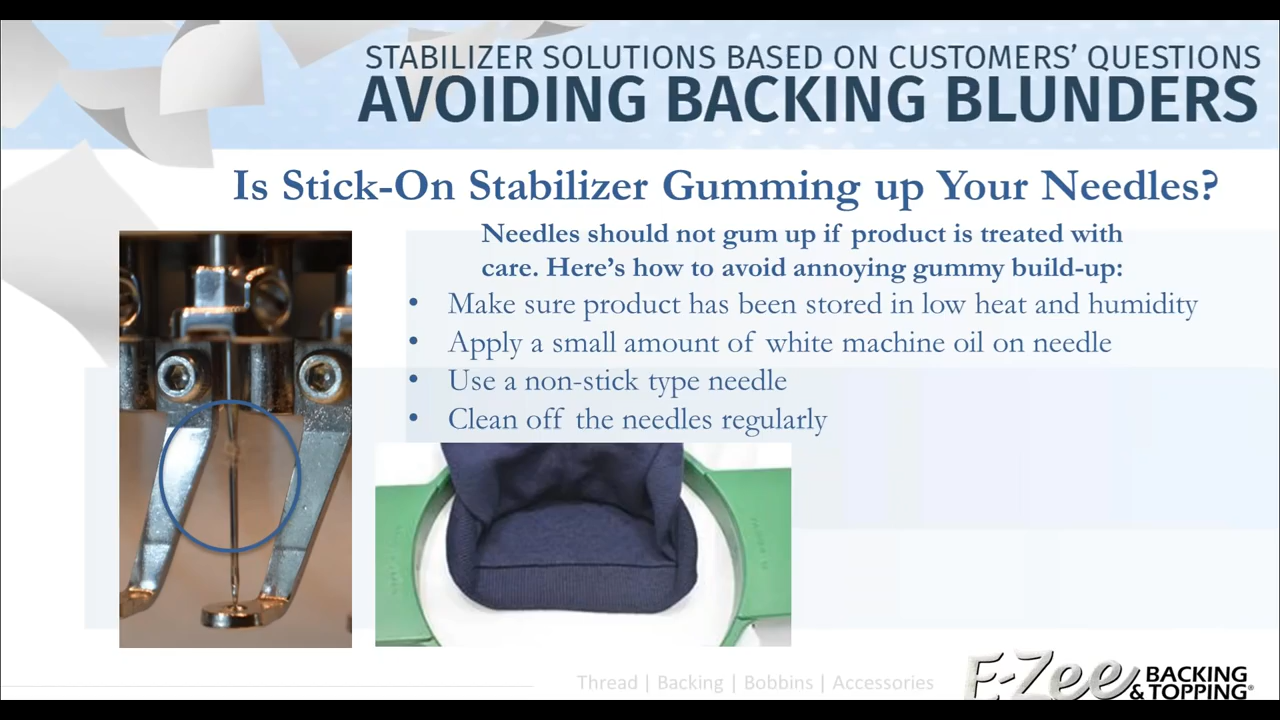 STABILIZER SOLUTIONS BASED ON CUSTOMERS' QUESTIONS
AVOIDING BACKING BLUNDERS
Is Stick-On Stabilizer Gumming up Your Needles?
Needles should not gum up if product is treated with
care. Here's how to avoid annoying gummy build-up:
• Make sure product has been stored in low heat and humidity
• Apply a small amount of white machine oil on needle
• Use a non-stick type needle
• Clean off the needles regularly
Thread | Backing | Bobbins | Accessories
E-Zee BACKING
& TOPPING®